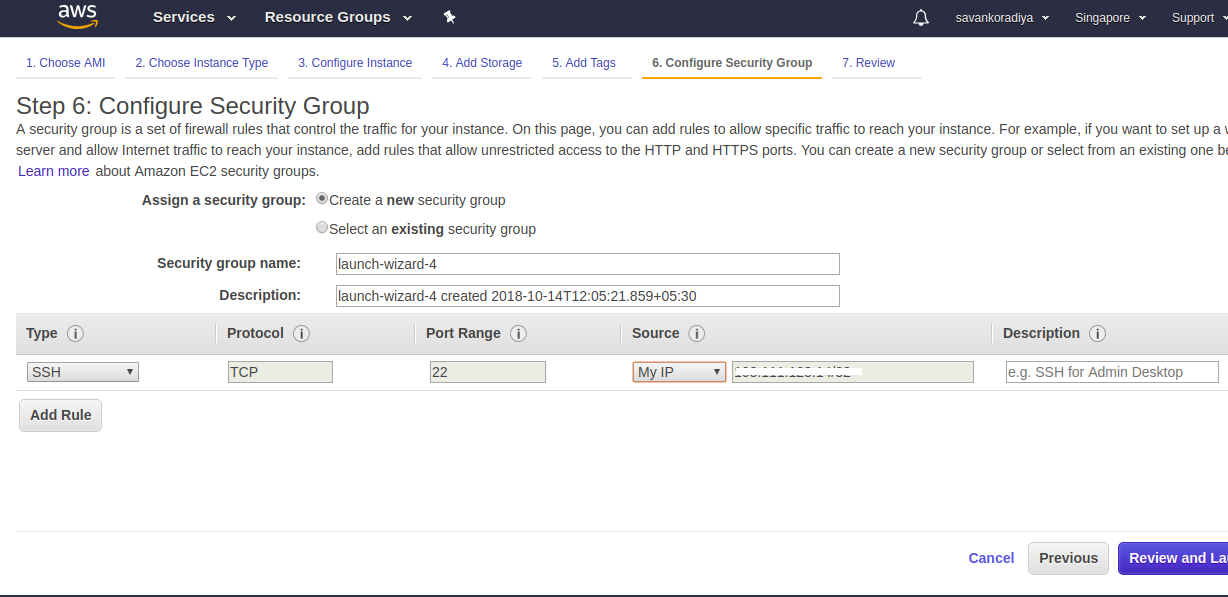 aws Services Resource Groups savankoradiya Singapore Support
1. Choose AMI 2. Choose Instance Type 3. Configure Instance 4. Add Storage 5. Add Tags 6. Configure Security Group 7. Review
Step 6: Configure Security Group
A security group is a set of firewall rules that control the traffic for your instance. On this page, you can add rules to allow specific traffic to reach your instance. For example, if you want to set up a
server and allow Internet traffic to reach your instance, add rules that allow unrestricted access to the HTTP and HTTPS ports. You can create a new security group or select from an existing one
Learn more about Amazon EC2 security groups.
Assign a security group: Create a new security group
Select an existing security group
Security group name: launch-wizard-4
Description: launch-wizard-4 created 2018-10-14T12:05:21.859+05:30
Type Protocol Port Range Source Description
SSH TCP 22 My IP e.g. SSH for Admin Desktop
Add Rule
Cancel Previous Review and